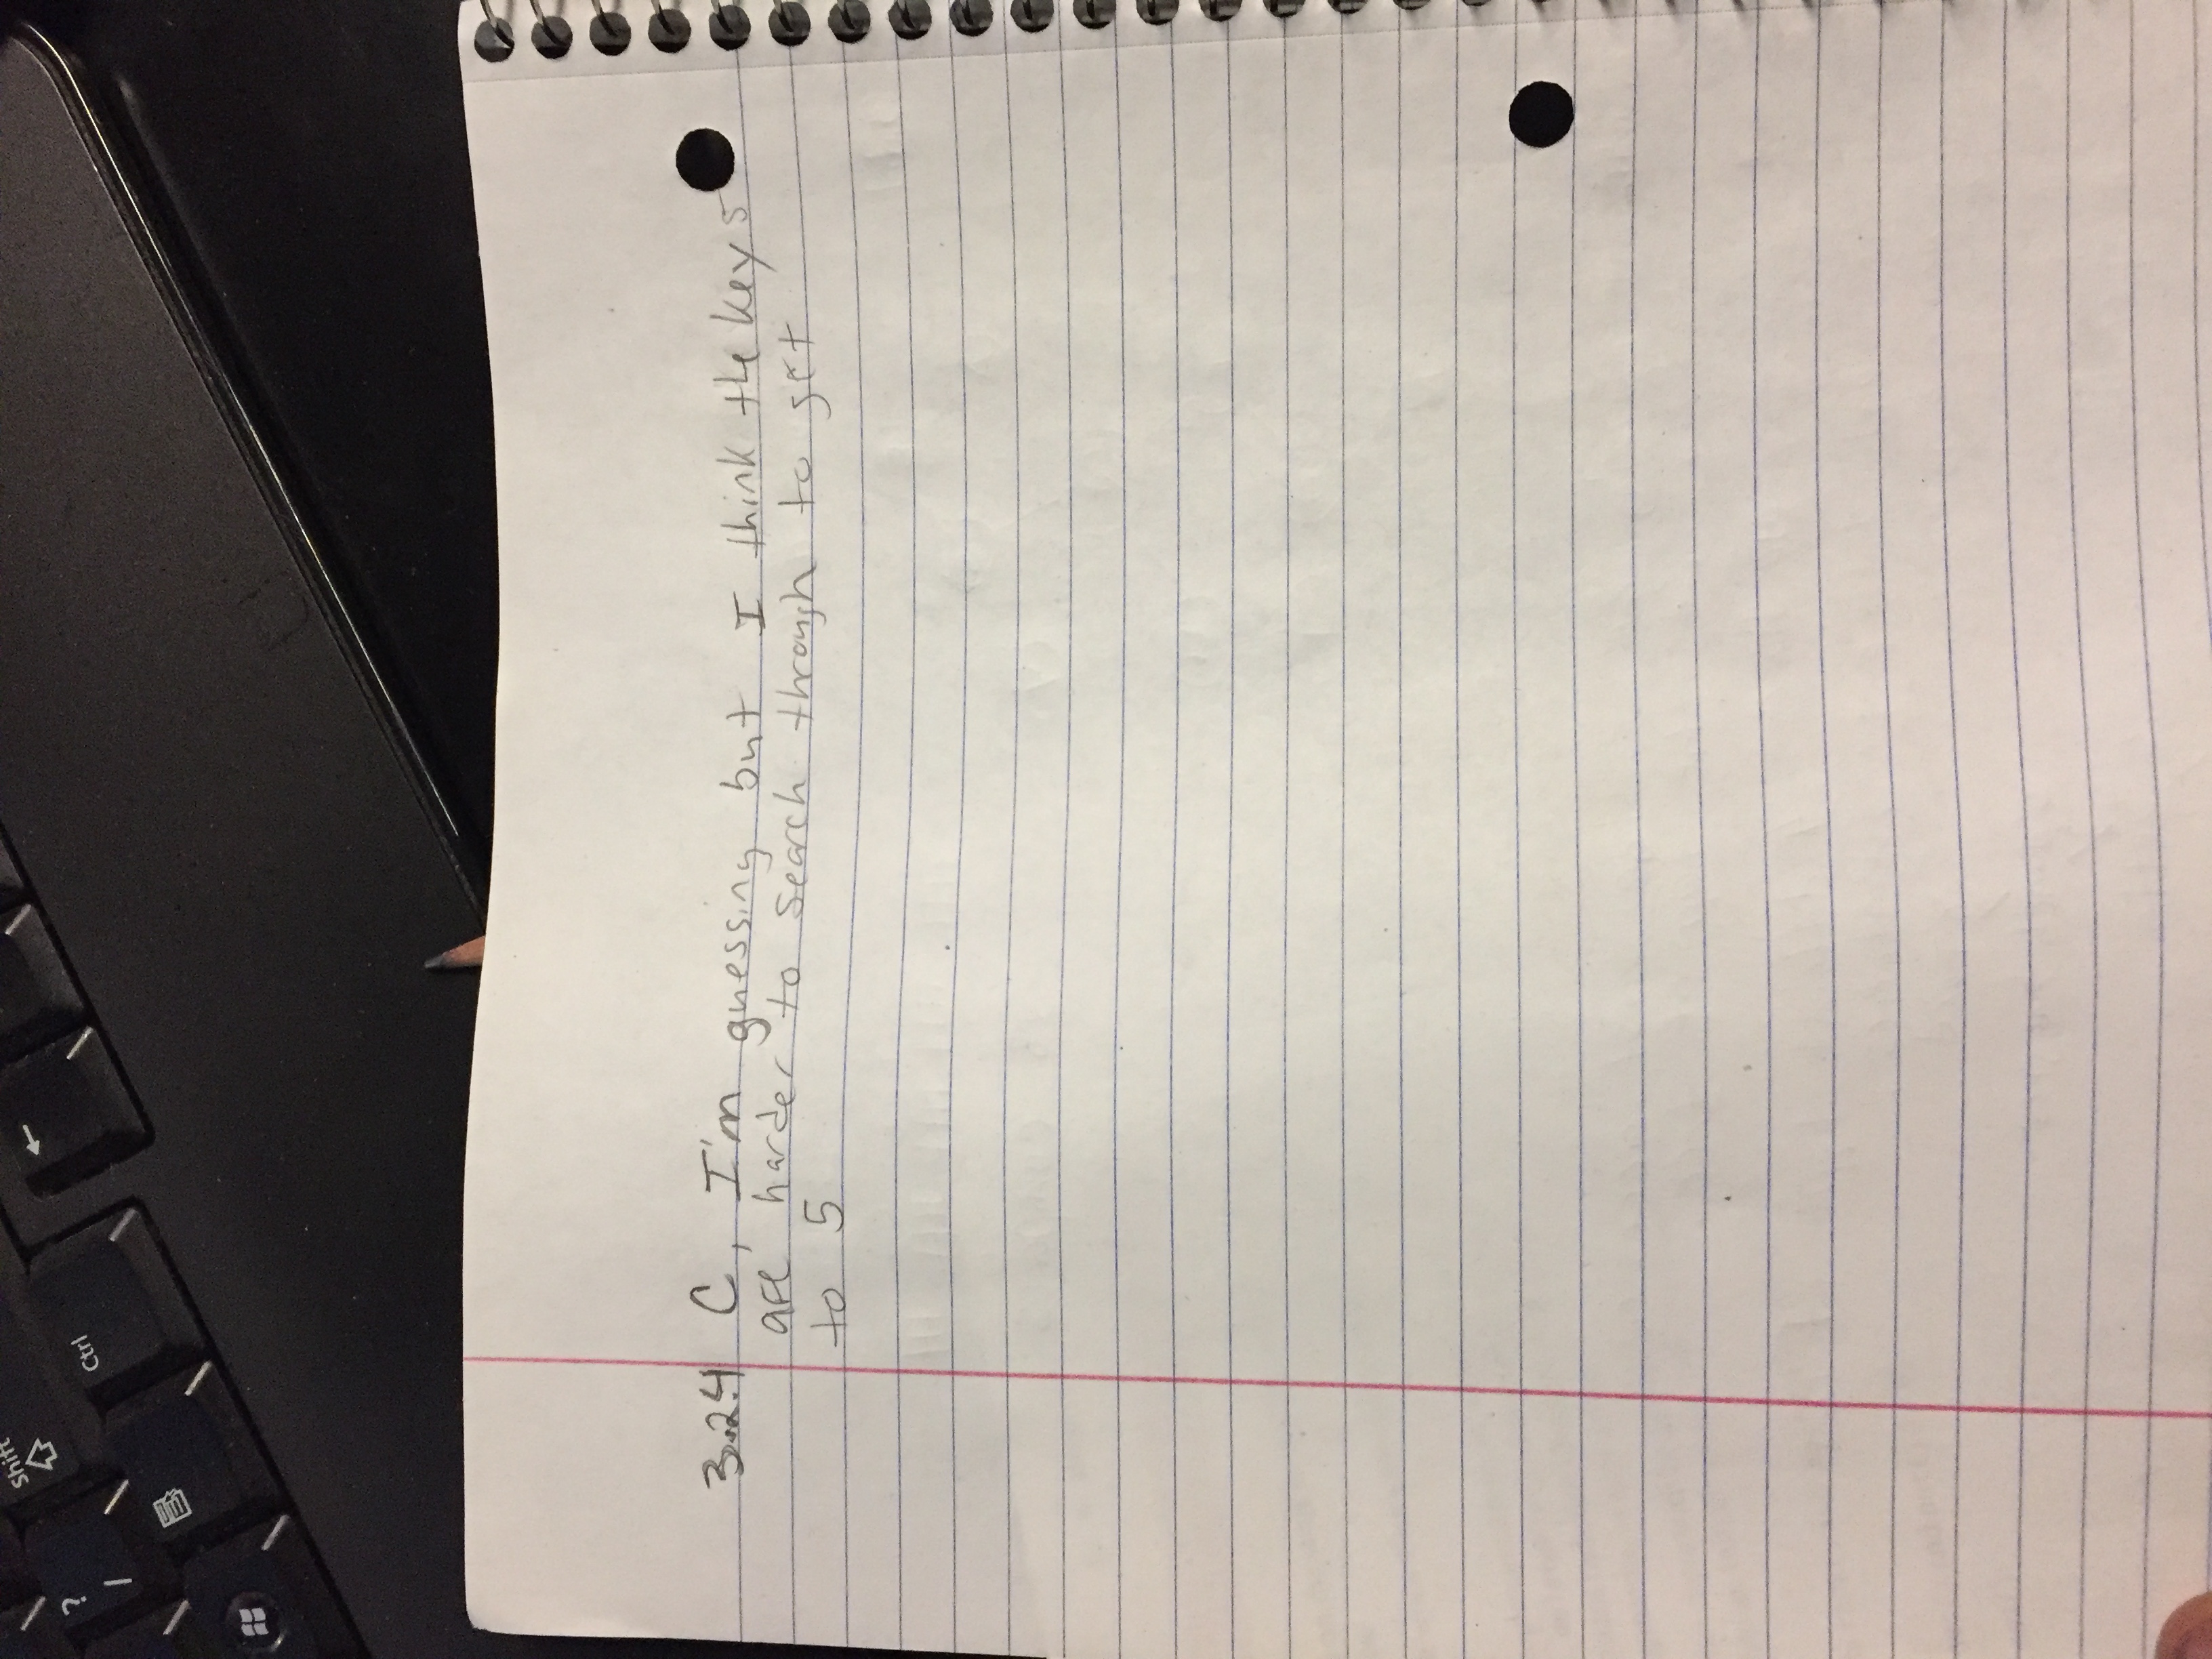 Shift
?
/
Ctrl
3.2.4 C, I'm guessing but I think the keys
are harder to search through to get
to 5